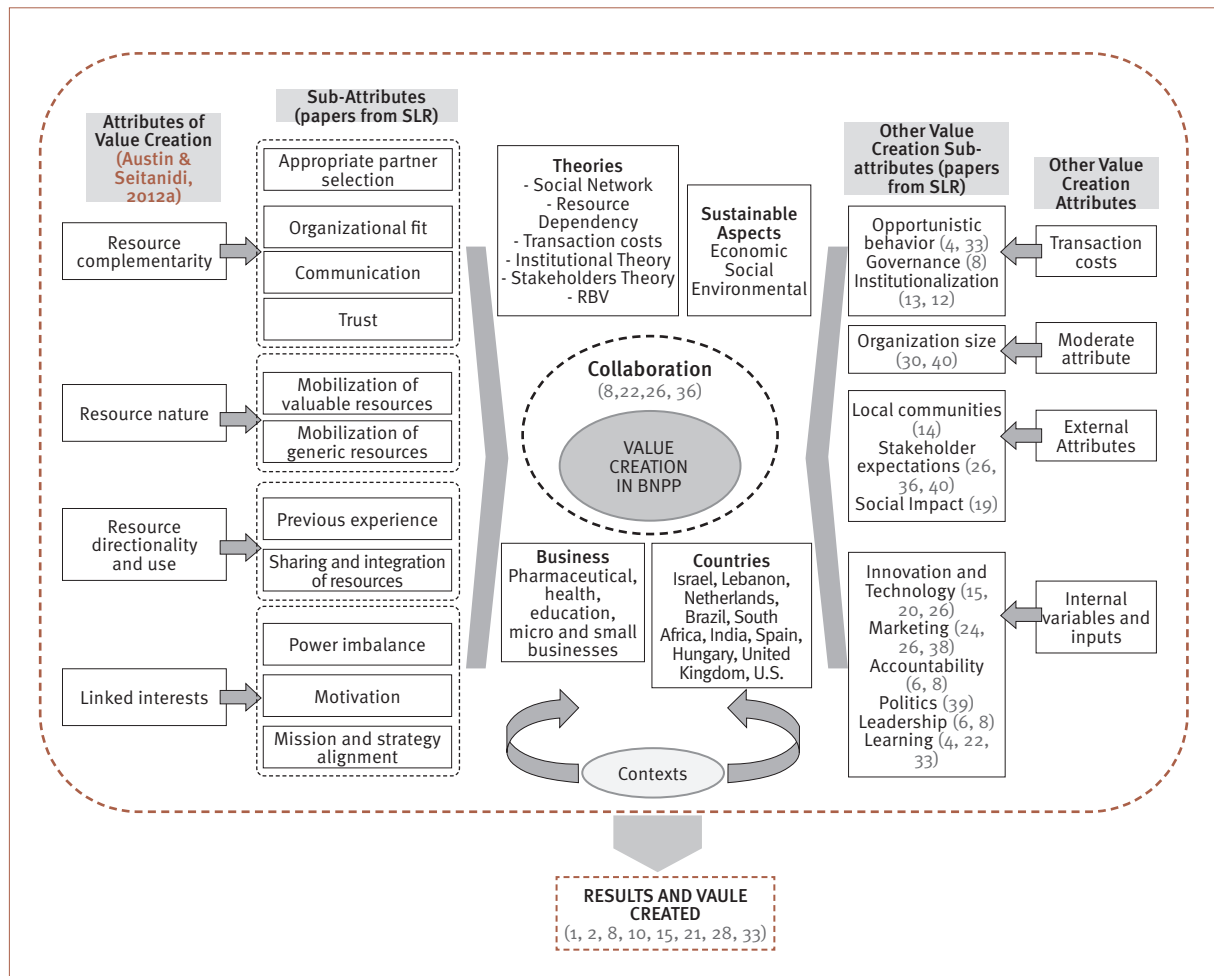 Attributes of
Value Creation
(Austin &
Seitanidi,
2012a)
Resource
complementarity
Resource nature
Resource
directionality
and use
Linked interests
Sub-Attributes
(papers from SLR)
Appropriate partner
selection
Organizational fit
Communication
Trust
Mobilization of
valuable resources
Mobilization of
generic resources
Previous experience
Sharing and integration
of resources
Power imbalance
Motivation
Mission and strategy
alignment
Theories
- Social Network
- Resource
Dependency
- Transaction costs
- Institutional Theory
- Stakeholders Theory
- RBV
Sustainable
Aspects
Economic
Social
Environmental
Collaboration
(8,22,26, 36)
VALUE
CREATION
IN BNPP
Business
Pharmaceutical,
health,
education,
micro and small
businesses
Countries
Israel, Lebanon,
Netherlands,
Brazil, South
Africa, India, Spain,
Hungary, United
Kingdom, U.S.
Contexts
Other Value
Creation Sub-
attributes (papers
from SLR)
Opportunistic
behavior (4, 33)
Governance (8)
Institutionalization
(13, 12)
Organization size
(30, 40)
Local communities
(14)
Stakeholder
expectations (26,
36, 40)
Social Impact (19)
Innovation and
Technology (15,
20, 26)
Marketing (24,
26, 38)
Accountability
(6, 8)
Politics (39)
Leadership (6, 8)
Learning (4, 22,
33)
Other Value
Creation
Attributes
Transaction
costs
Moderate
attribute
External
Attributes
Internal
variables and
inputs
RESULTS AND VAULE
CREATED
(1, 2, 8, 10, 15, 21, 28, 33)